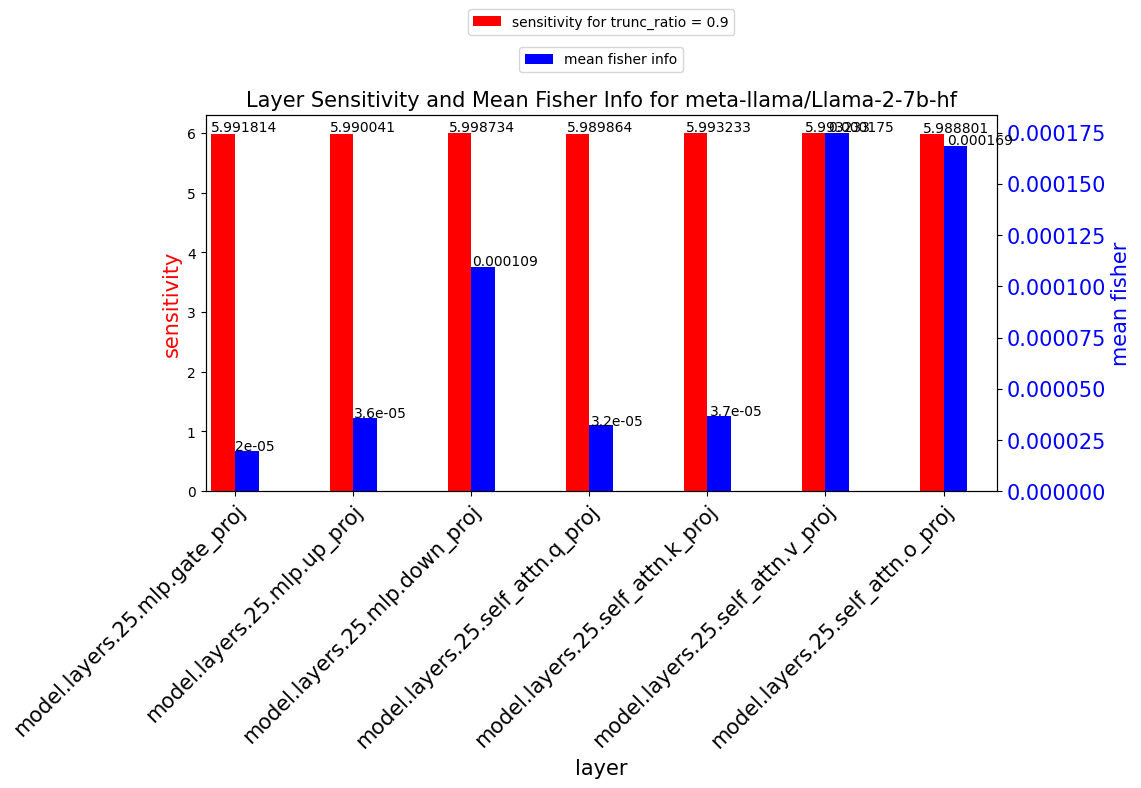 sensitivity for trunc_ratio = 0.9
mean fisher info
Layer Sensitivity and Mean Fisher Info for meta-llama/Llama-2-7b-hf
5.991814
5.990041
5.998734
5.989864
5.993233
5.993233
0.000175
5.988801
0.000169
0.000109
3.6e-05
3.2e-05
3.7e-05
2e-05
6
5
4
3
2
1
0
sensitivity
0.000175
0.000150
0.000125
0.000100
0.000075
0.000050
0.000025
0.000000
mean fisher
model.layers.25.mlp.gate_proj
model.layers.25.mlp.up_proj
model.layers.25.mlp.down_proj
model.layers.25.self_attn.q_proj
model.layers.25.self_attn.k_proj
model.layers.25.self_attn.v_proj
model.layers.25.self_attn.o_proj
layer